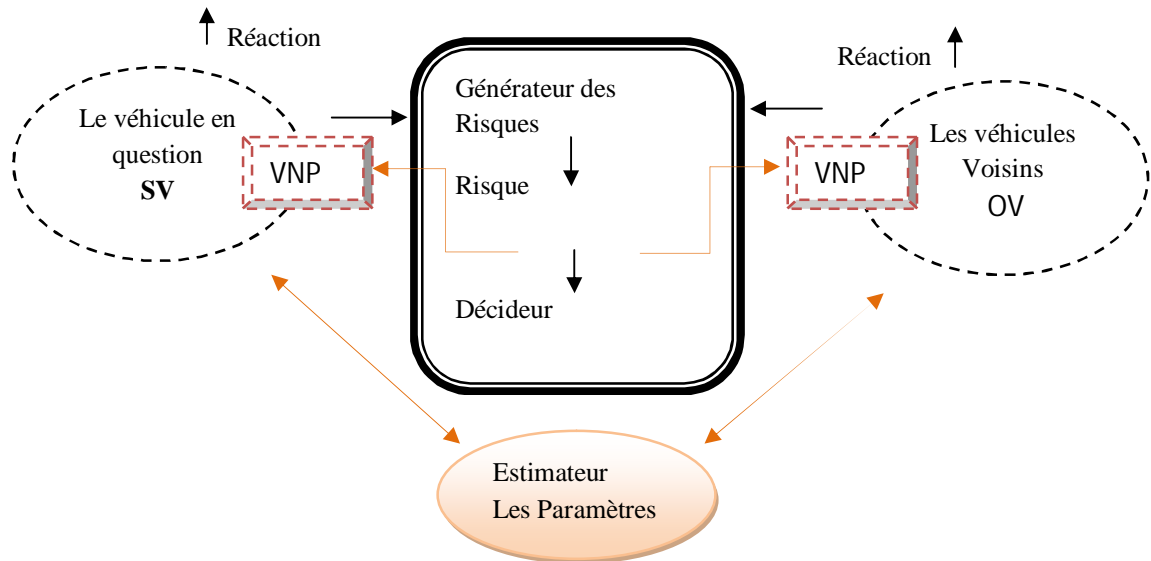 Réaction
Réaction
Le véhicule en
question
SV
VNP
Générateur des
Risques
Risque
Décideur
VNP
Les véhicules
Voisins
OV
Estimateur
Les Paramètres